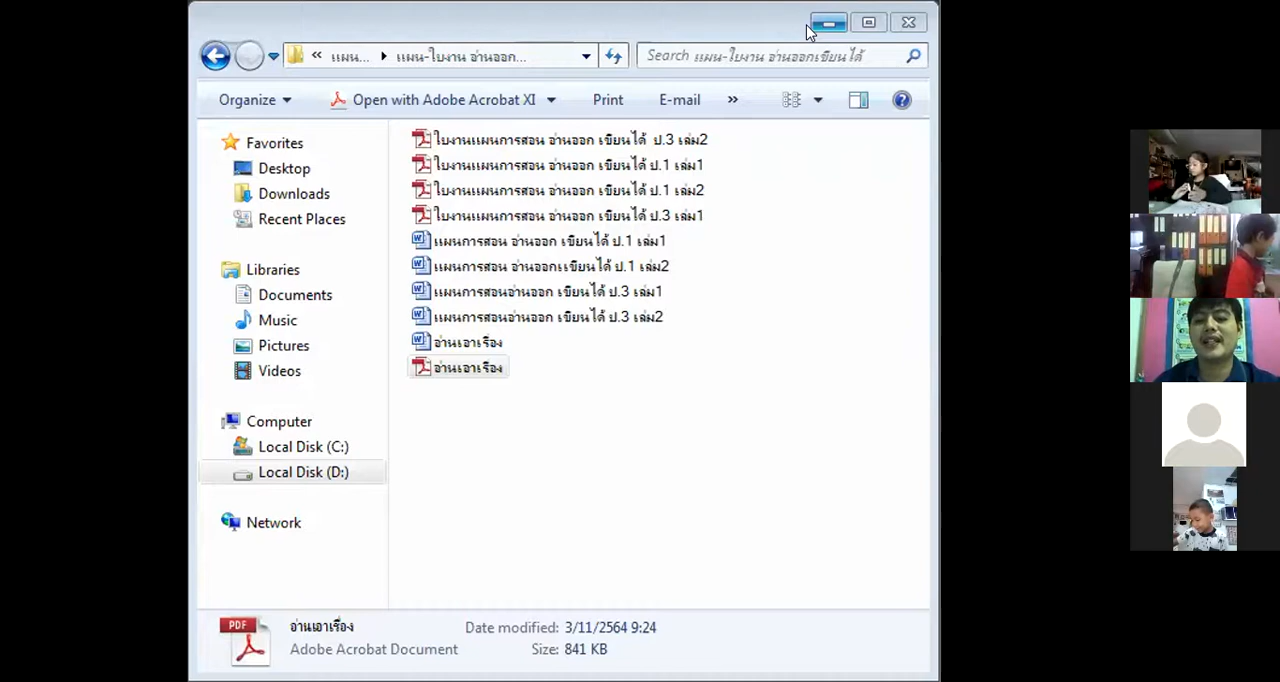 « แผน... ▸ แผน-ใบงาน อ่านออก...
Search แผน-ใบงาน อ่านออกเขียนได้
Organize
Open with Adobe Acrobat XI
Print
E-mail
»
Favorites
Desktop
Downloads
Recent Places
Libraries
Documents
Music
Pictures
Videos
Computer
Local Disk (C:)
Local Disk (D:)
Network
ใบงานแผนการสอน อ่านออก เขียนได้ ป.3 เล่ม2
ใบงานแผนการสอน อ่านออก เขียนได้ ป.1 เล่ม1
ใบงานแผนการสอน อ่านออก เขียนได้ ป.1 เล่ม2
ใบงานแผนการสอน อ่านออก เขียนได้ ป.3 เล่ม1
แผนการสอน อ่านออก เขียนได้ ป.1 เล่ม1
แผนการสอน อ่านออกเเขียนได้ ป.1 เล่ม2
แผนการสอนอ่านออก เขียนได้ ป.3 เล่ม1
แผนการสอนอ่านออก เขียนได้ ป.3 เล่ม2
อ่านเอาเรื่อง
อ่านเอาเรื่อง
PDF
อ่านเอาเรื่อง
Date modified: 3/11/2564 9:24
Adobe Acrobat Document
Size: 841 KB